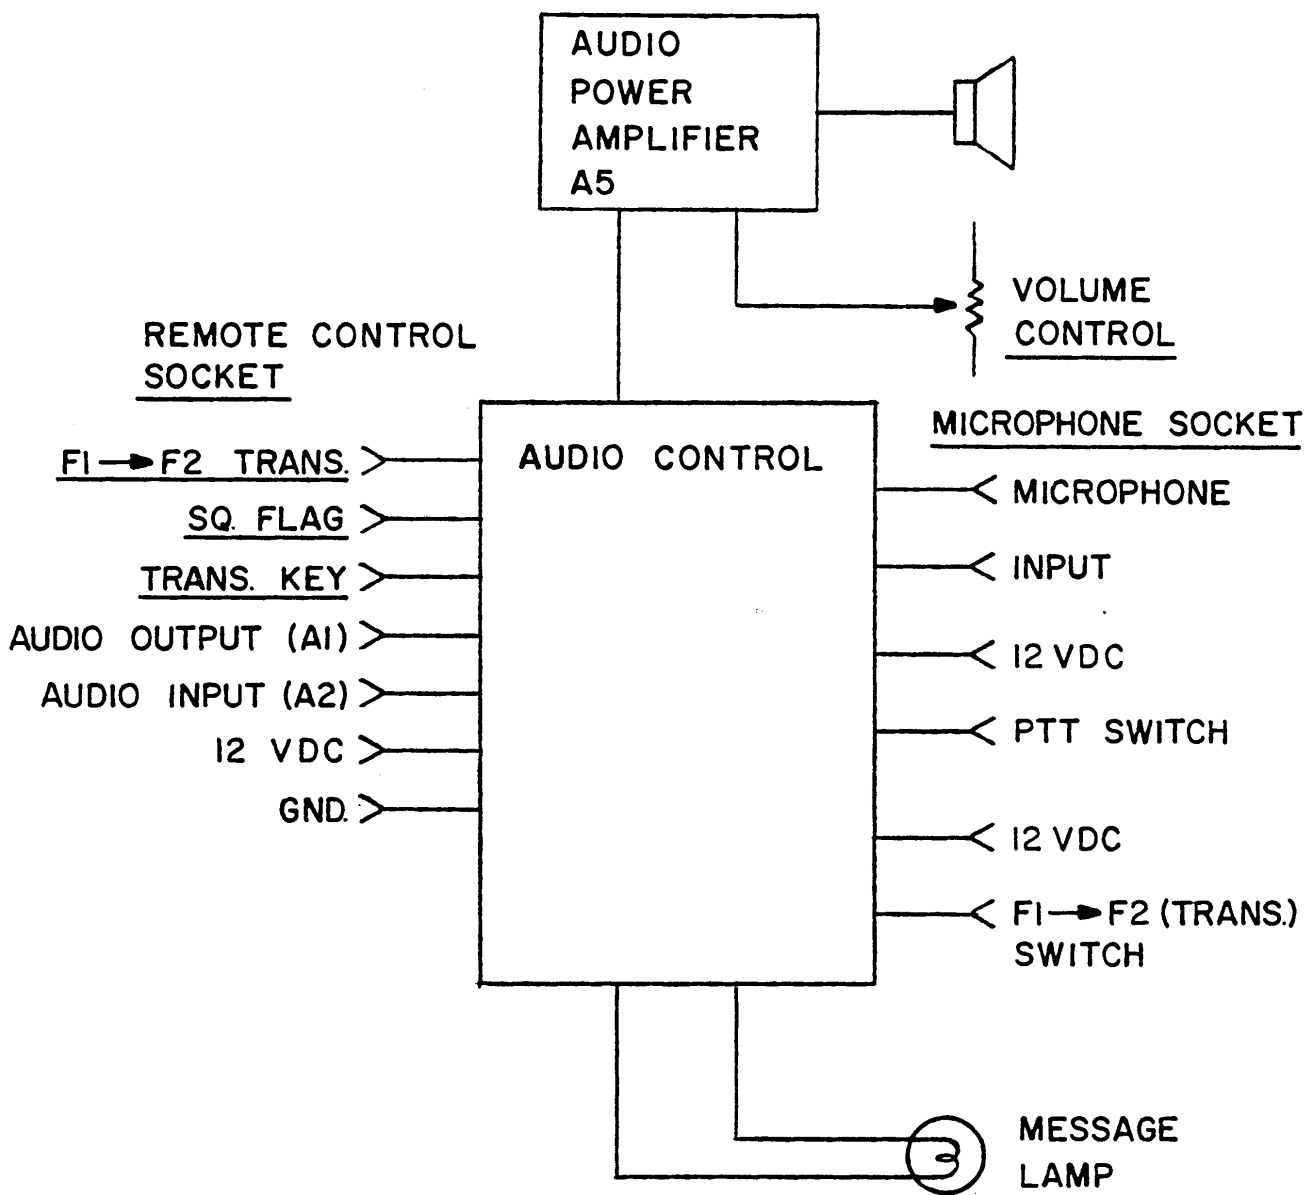 AUDIO
POWER
AMPLIFIER
A5
VOLUME
CONTROL
REMOTE CONTROL
SOCKET
F1 → F2 TRANS.
SQ. FLAG
TRANS. KEY
AUDIO OUTPUT (A1)
AUDIO INPUT (A2)
12 VDC
GND.
AUDIO CONTROL
MICROPHONE SOCKET
MICROPHONE
INPUT
12 VDC
PTT SWITCH
12 VDC
F1 → F2 (TRANS.)
SWITCH
MESSAGE
LAMP